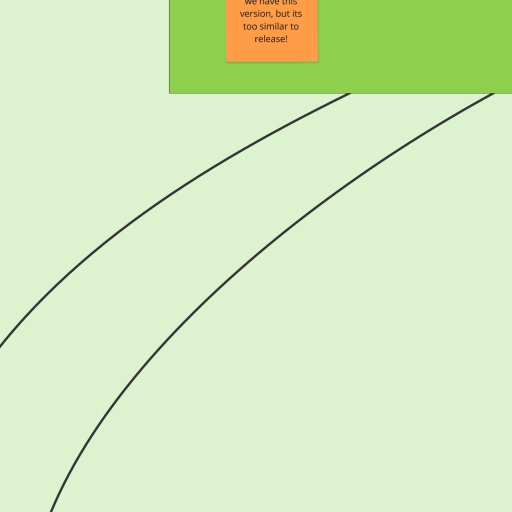 we have this
version, but its
too similar to
release!